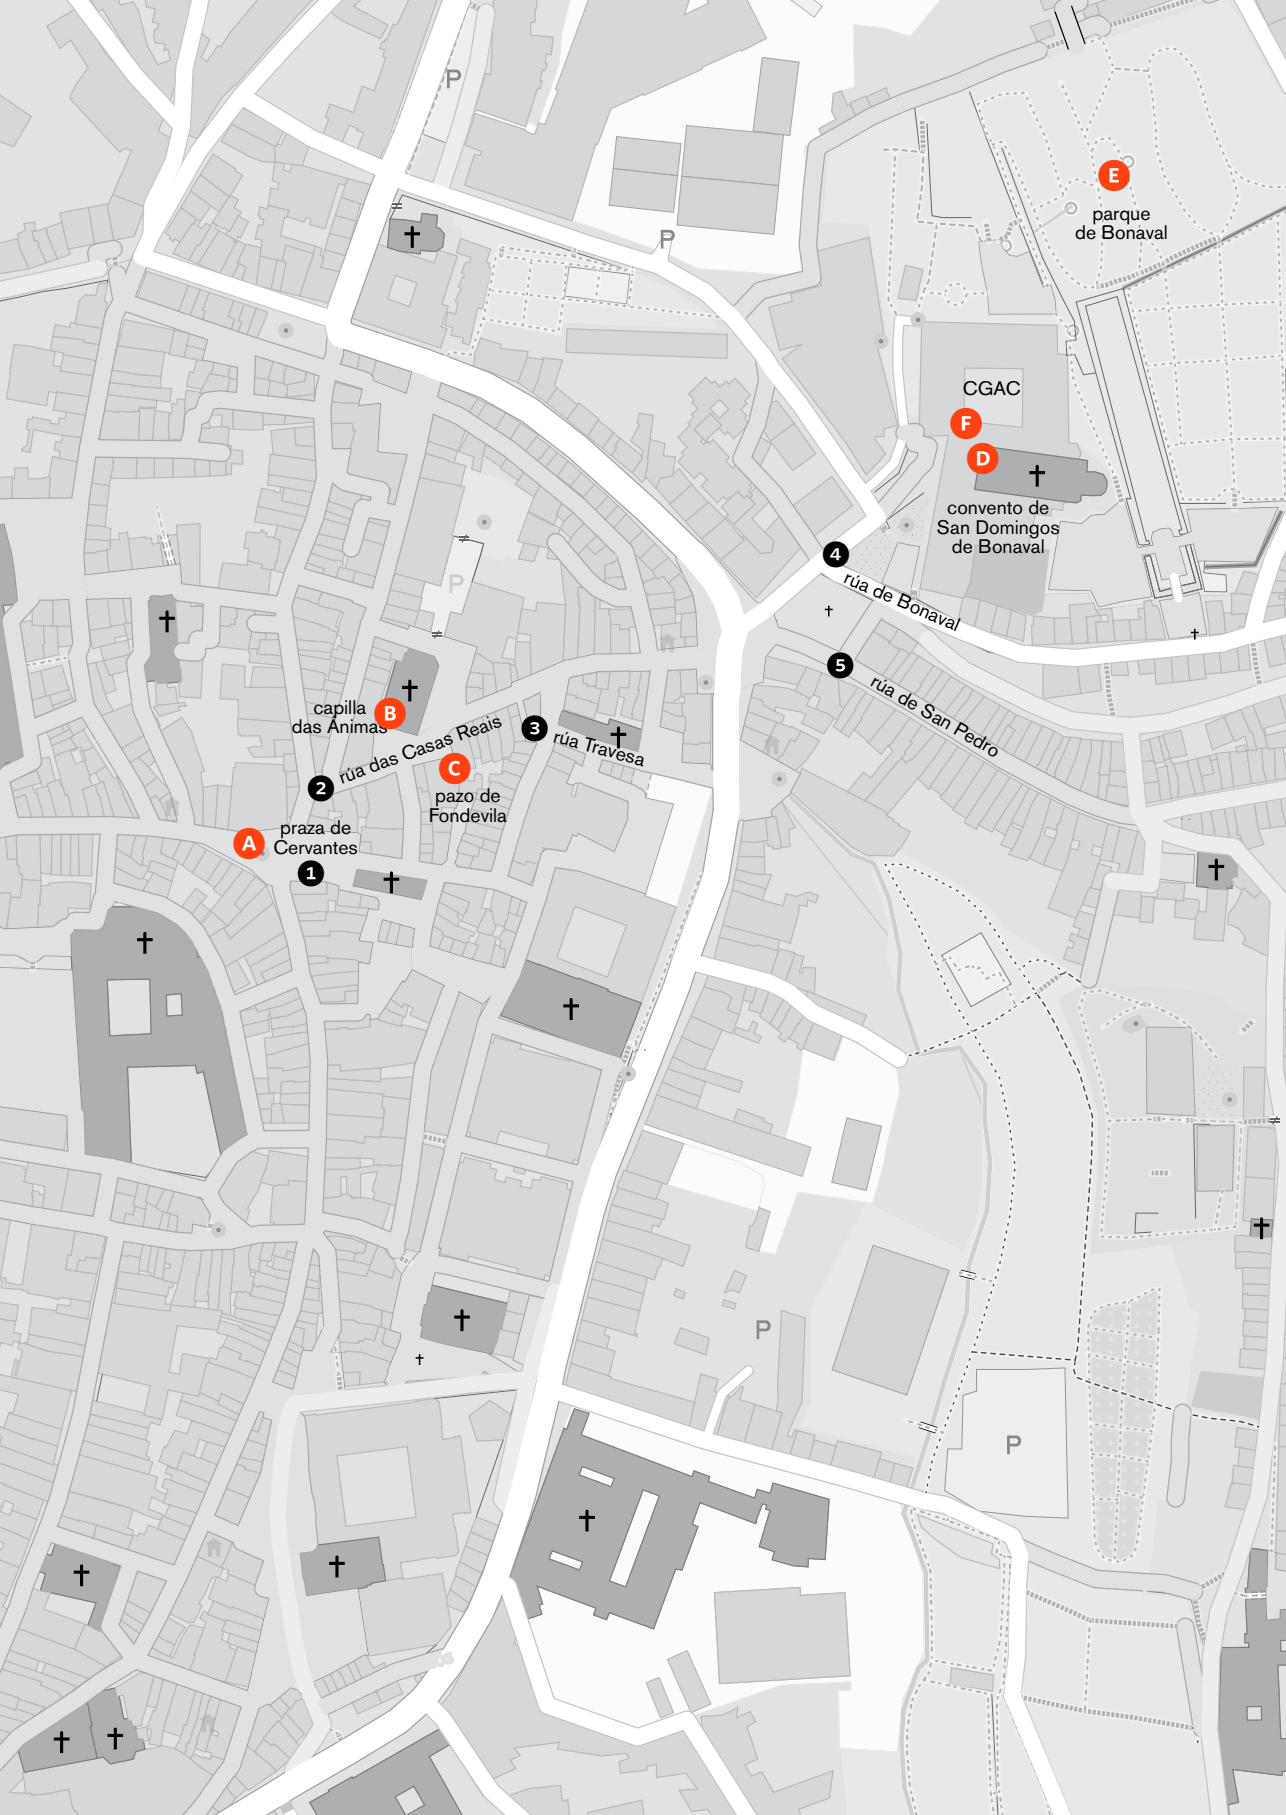 P
E
parque
de Bonaval
P
CGAC
F
D
convento de
San Domingos
de Bonaval
4
rúa de Bonaval
P
5
rúa de San Pedro
capilla
das Ánimas
B
rúa das Casas Reais
3
rúa Travesa
2
C
pazo de
Fondevila
praza de
Cervantes
A
1
P
P